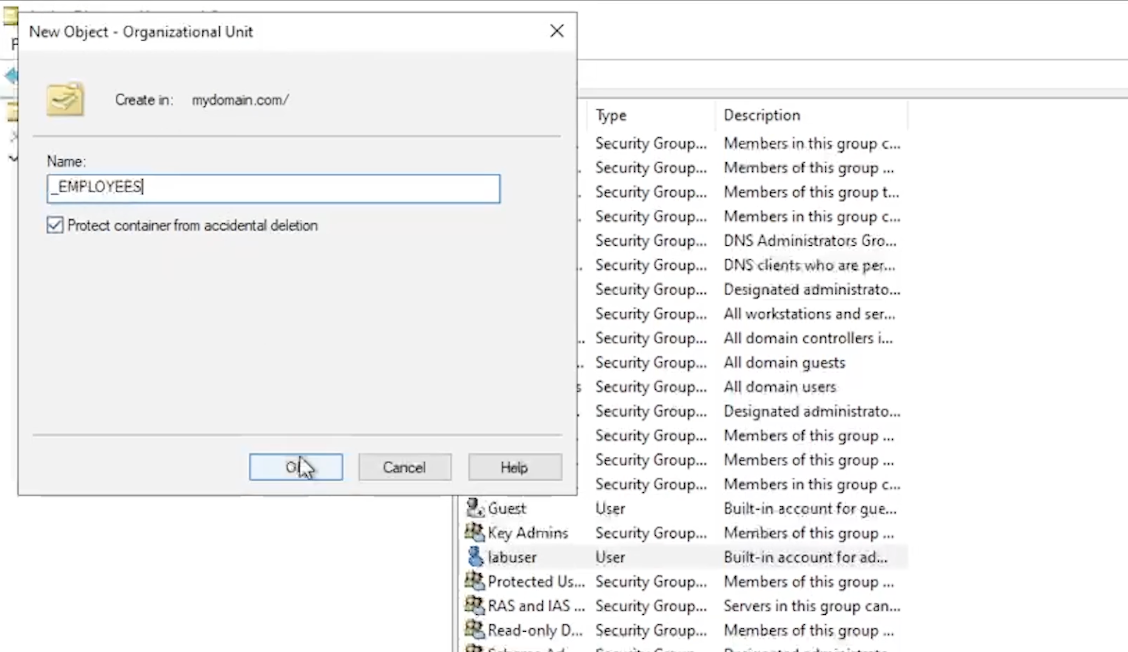 New Object - Organizational Unit
Create in: mydomain.com/
Name:
_EMPLOYEES
Protect container from accidental deletion
Cancel
Help
Type Description
Security Group... Members in this group c...
Security Group... Members of this group ...
Security Group... Members of this group t...
Security Group... Members in this group c...
Security Group... DNS Administrators Gro...
Security Group... DNS clients who are per...
Security Group... Designated administrato...
Security Group... All workstations and ser...
Security Group... All domain controllers i...
Security Group... All domain guests
Security Group... All domain users
Security Group... Designated administrato...
Security Group... Members of this group ...
Security Group... Members of this group ...
Security Group... Members in this group c...
Guest User Built-in account for gue...
Key Admins Security Group... Members of this group ...
labuser User Built-in account for ad...
Protected Us... Security Group... Members of this group ...
RAS and IAS ... Security Group... Servers in this group can...
Read-only D... Security Group... Members of this group ...